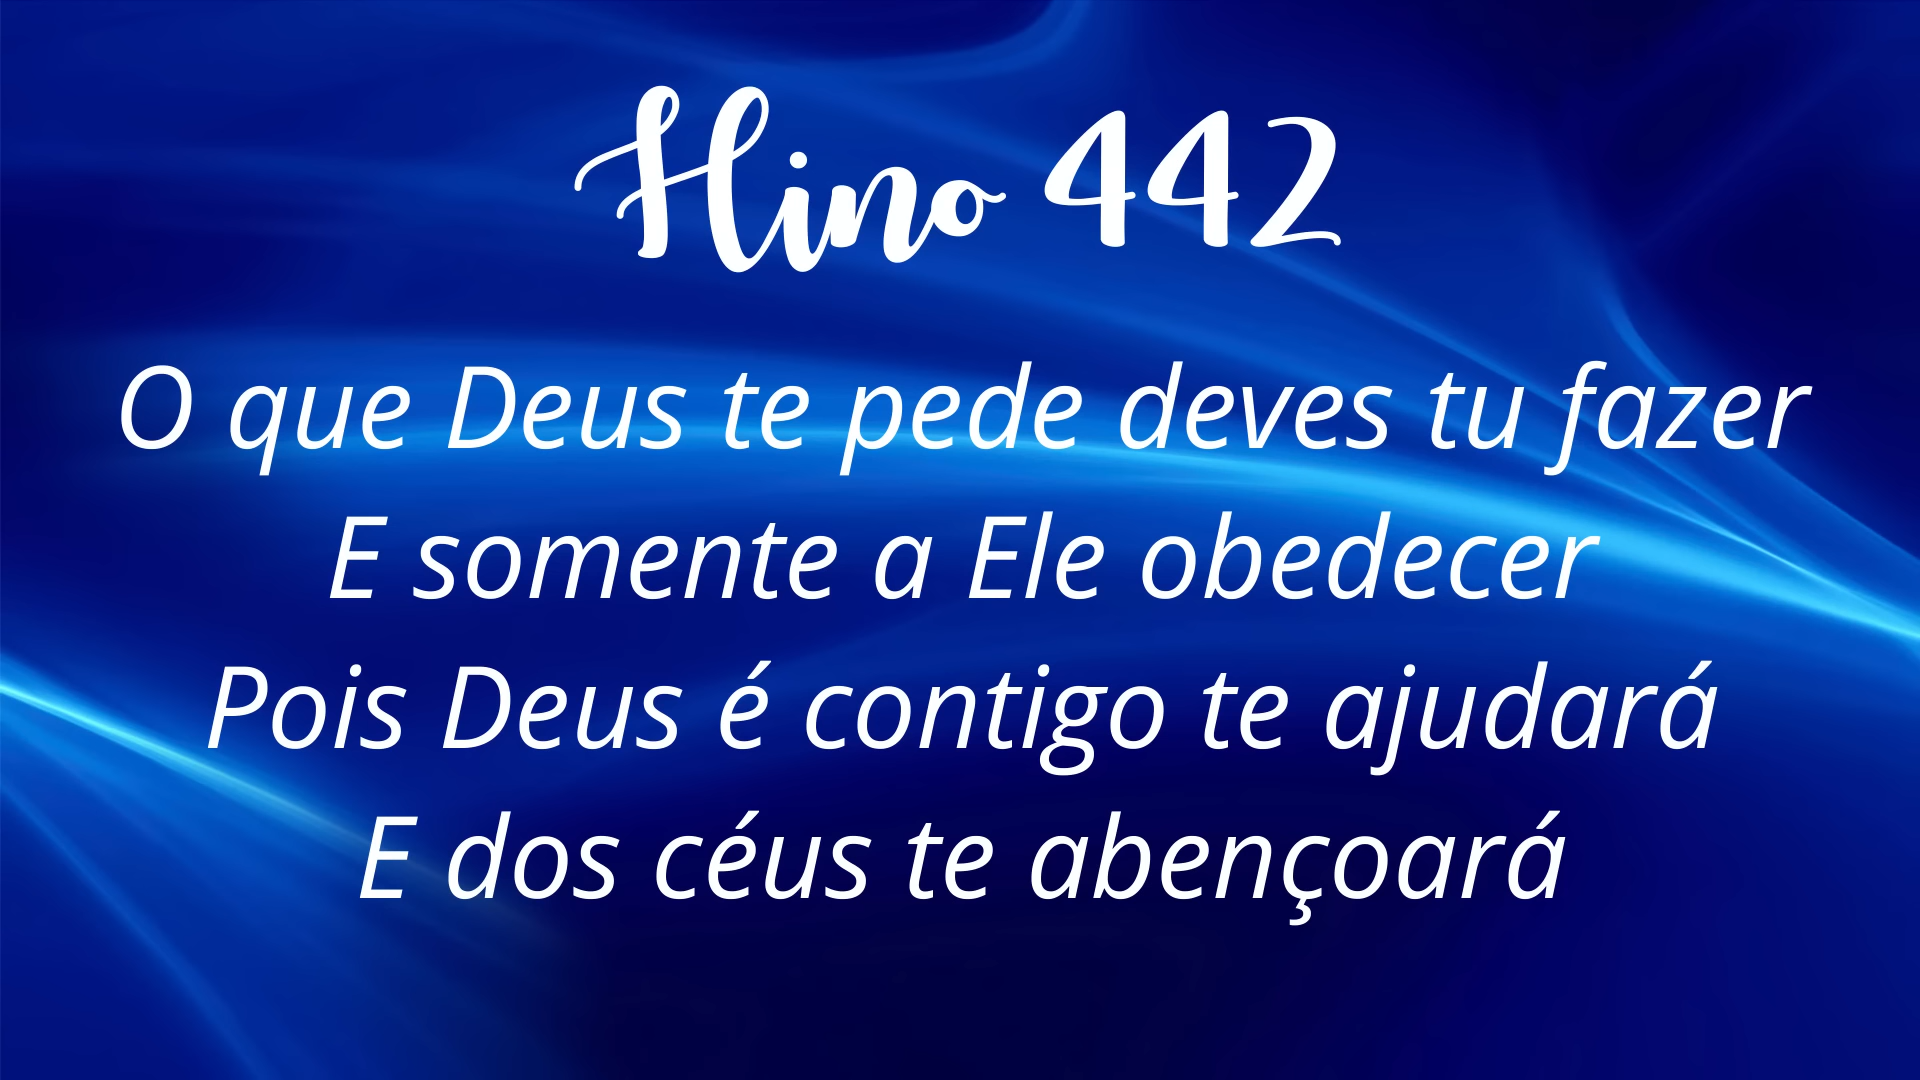 Hino 442
O que Deus te pede deves tu fazer
E somente a Ele obedecer
Pois Deus é contigo te ajudará
E dos céus te abençoará